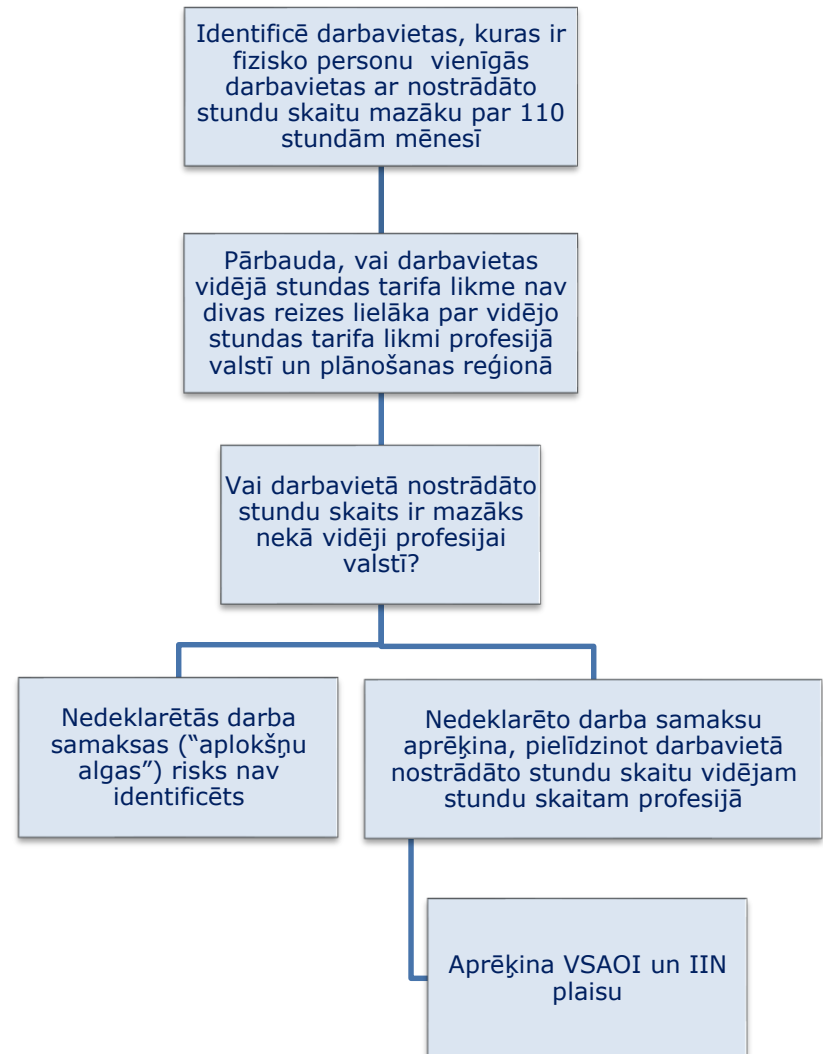 Identificē darbavietas, kuras ir
fizisko personu vienīgās
darbavietas ar nostrādāto
stundu skaitu mazāku par 110
stundām mēnesī
Pārbauda, vai darbavietas
vidējā stundas tarifa likme nav
divas reizes lielāka par vidējo
stundas tarifa likmi profesijā
valstī un plānošanas reģionā
Vai darbavietā nostrādāto
stundu skaits ir mazāks
nekā vidēji profesijai
valstī?
Nedeklarētās darba
samaksas (“aplokšņu
algas”) risks nav
identificēts
Nedeklarēto darba samaksu
aprēķina, pielīdzinot darbavietā
nostrādāto stundu skaitu vidējam
stundu skaitam profesijā
Aprēķina VSAOI un IIN
plaisu